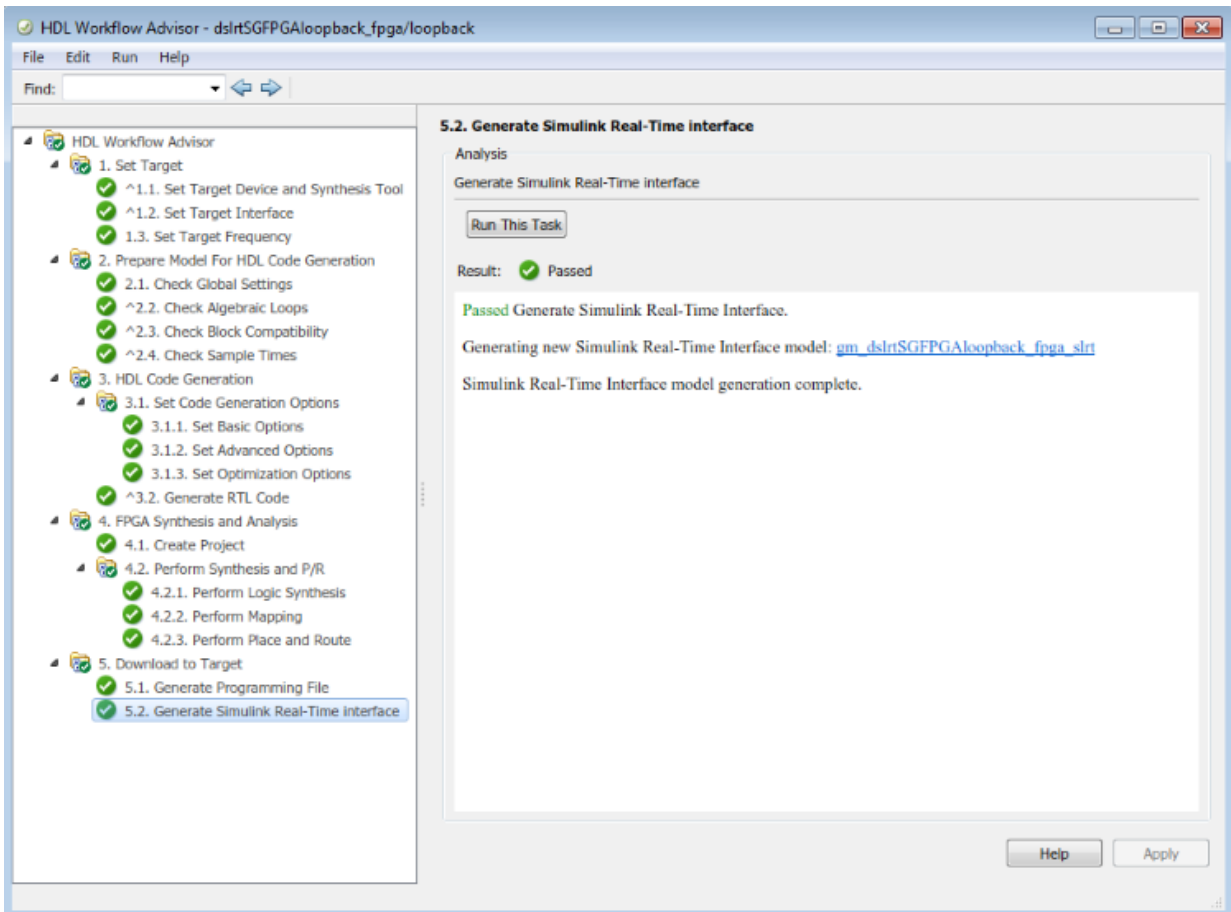 HDL Workflow Advisor - dslrtSGFPGAloopback_fpga/loopback
File Edit Run Help
Find:
HDL Workflow Advisor
1. Set Target
^1.1. Set Target Device and Synthesis Tool
^1.2. Set Target Interface
1.3. Set Target Frequency
2. Prepare Model For HDL Code Generation
2.1. Check Global Settings
^2.2. Check Algebraic Loops
^2.3. Check Block Compatibility
^2.4. Check Sample Times
3. HDL Code Generation
3.1. Set Code Generation Options
3.1.1. Set Basic Options
3.1.2. Set Advanced Options
3.1.3. Set Optimization Options
^3.2. Generate RTL Code
4. FPGA Synthesis and Analysis
4.1. Create Project
4.2. Perform Synthesis and P/R
4.2.1. Perform Logic Synthesis
4.2.2. Perform Mapping
4.2.3. Perform Place and Route
5. Download to Target
5.1. Generate Programming File
5.2. Generate Simulink Real-Time interface
5.2. Generate Simulink Real-Time interface
Analysis
Generate Simulink Real-Time interface
Run This Task
Result: Passed
Passed Generate Simulink Real-Time Interface.
Generating new Simulink Real-Time Interface model: gm_dslrtSGFPGAloopback_fpga_slrt
Simulink Real-Time Interface model generation complete.
Help Apply